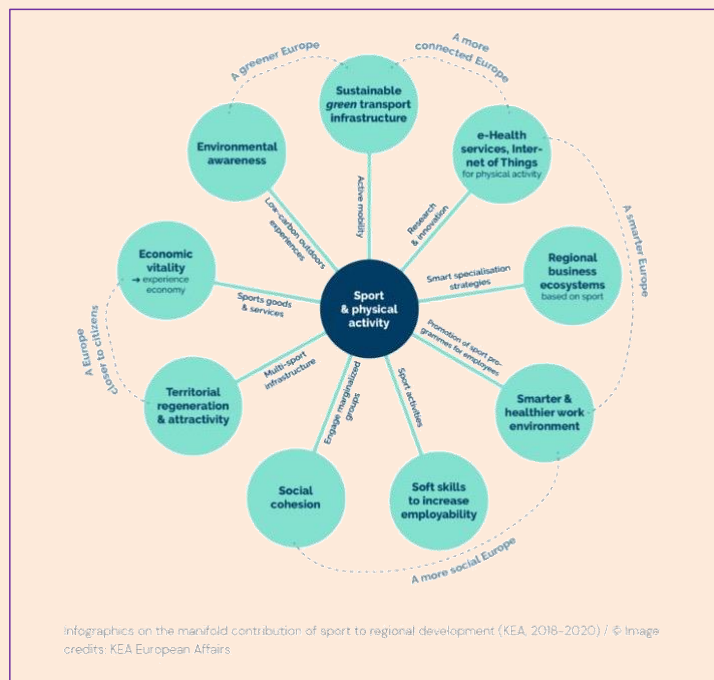 A greener Europe
A more
connected Europe
Sustainable
green transport
infrastructure
Environmental
awareness
e-Health
services, Inter-
net of Things
for physical activity
Active mobility
Low-carbon outdoors
experiences
Research
& innovation
Economic
vitality
→ experience
economy
Sports goods
& services
Sport
& physical
activity
Smart specialisation
strategies
Regional
business
ecosystems
based on sport
A smarter Europe
A Europe
closer to citizens
Multi-sport
infrastructure
Promotion of sport pro-
grammes for employees
Territorial
regeneration
& attractivity
Engage marginalized
groups
Sport activities
Smarter &
healthier work
environment
Social
cohesion
Soft skills
to increase
employability
A more social Europe
Infographics on the manifold contribution of sport to regional development (KEA, 2018-2020) / © Image
credits: KEA European Affairs